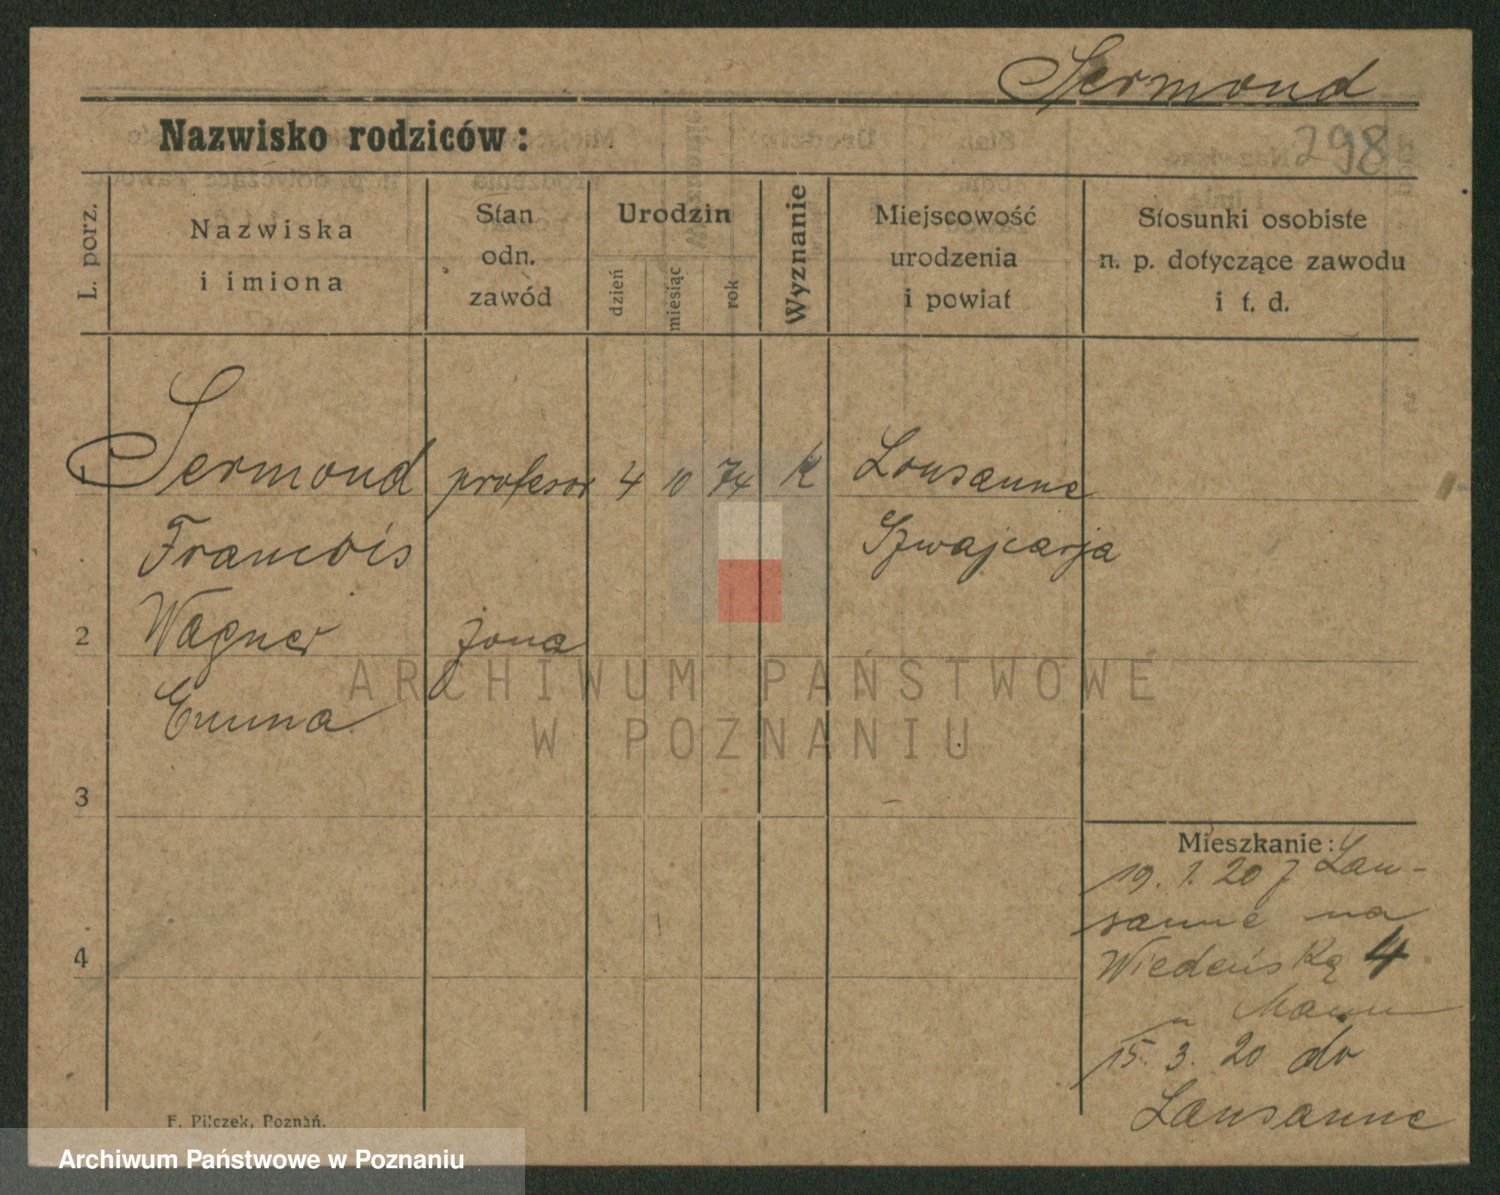 Sermond
298
Nazwisko rodziców:
L. porz.
Nazwiska
i imiona
Stan
odn.
zawód
Urodzin
dzień
miesiąc
rok
Wyznanie
Miejscowość
urodzenia
i powiat
Stosunki osobiste
n. p. dotyczące zawodu
i t. d.
1 Sermond profesor 4 10 74 k Lousanne
Francois Szwajcarja
2 Wagner żona
Emma
3
4
Mieszkanie:
19. 1. 20 z Lau-
sanne na
Wiedeńską 4
u Mann
15. 3. 20 do
Lausanne
F. Pilczek, Poznań.
ARCHIWUM PAŃSTWOWE
W POZNANIU
Archiwum Państwowe w Poznaniu